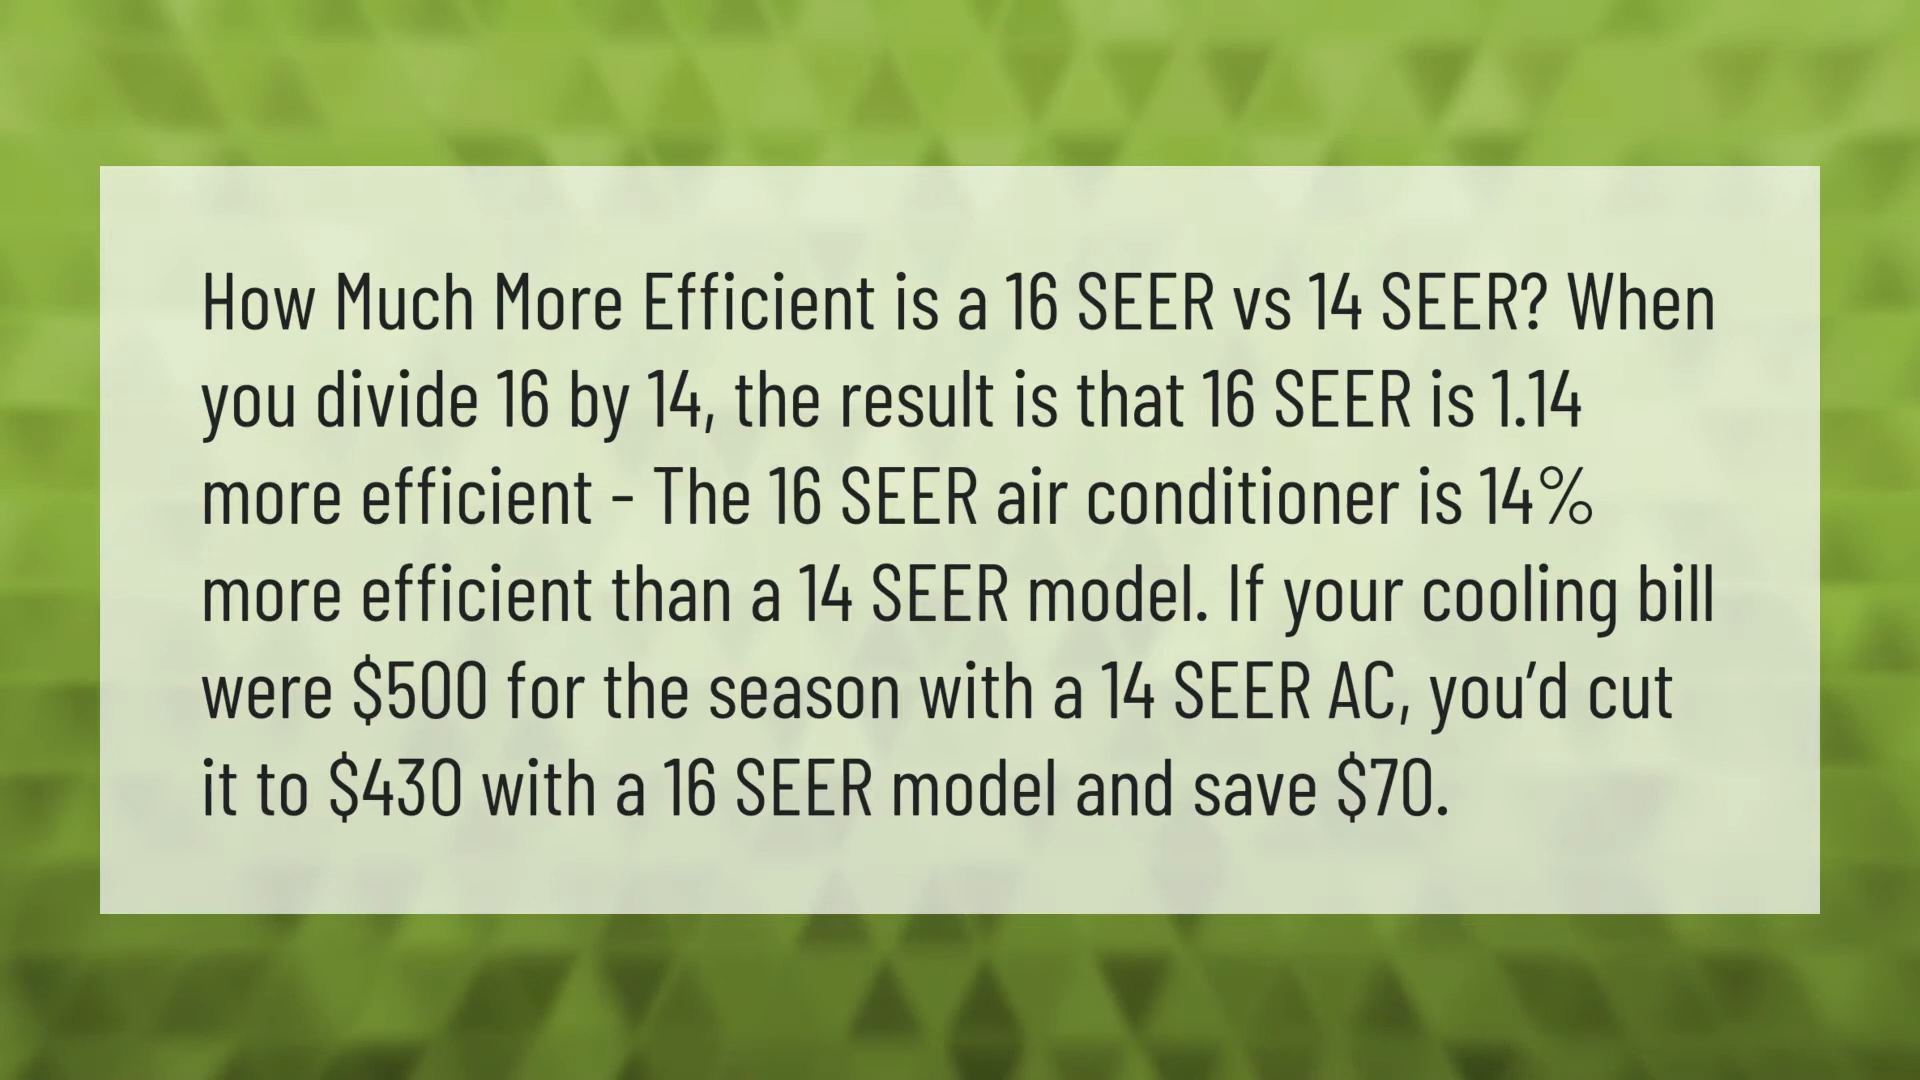 How Much More Efficient is a 16 SEER vs 14 SEER? When
you divide 16 by 14, the result is that 16 SEER is 1.14
more efficient - The 16 SEER air conditioner is 14%
more efficient than a 14 SEER model. If your cooling bill
were $500 for the season with a 14 SEER AC, you’d cut
it to $430 with a 16 SEER model and save $70.